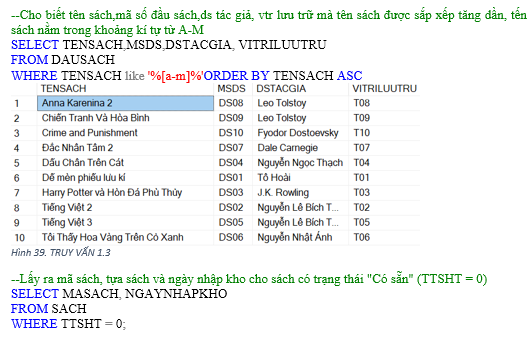 --Cho biết tên sách,mã số đầu sách,ds tác giả, vtr lưu trữ mà tên sách được sắp xếp tăng dần, tến
sách nằm trong khoảng kí tự từ A-M
SELECT TENSACH,MSDS,DSTACGIA, VITRILUUTRU
FROM DAUSACH
WHERE TENSACH like '%[a-m]%'ORDER BY TENSACH ASC
TENSACH MSDS DSTACGIA VITRILUUTRU
1 Anna Karenina 2 DS08 Leo Tolstoy T08
2 Chiến Tranh Và Hòa Bình DS09 Leo Tolstoy T09
3 Crime and Punishment DS10 Fyodor Dostoevsky T10
4 Đắc Nhân Tâm 2 DS07 Dale Carnegie T07
5 Dấu Chân Trên Cát DS04 Nguyễn Ngọc Thạch T04
6 Dế mèn phiếu lưu kí DS01 Tô Hoài T01
7 Harry Potter và Hòn Đá Phù Thủy DS03 J.K. Rowling T03
8 Tiếng Việt 2 DS02 Nguyễn Lê Bích T... T02
9 Tiếng Việt 3 DS05 Nguyễn Lê Bích T... T05
10 Tôi Thấy Hoa Vàng Trên Cỏ Xanh DS06 Nguyễn Nhật Ánh T06
Hình 39. TRUY VẤN 1.3
--Lấy ra mã sách, tựa sách và ngày nhập kho cho sách có trạng thái "Có sẵn" (TTSHT = 0)
SELECT MASACH, NGAYNHAPKHO
FROM SACH
WHERE TTSHT = 0;